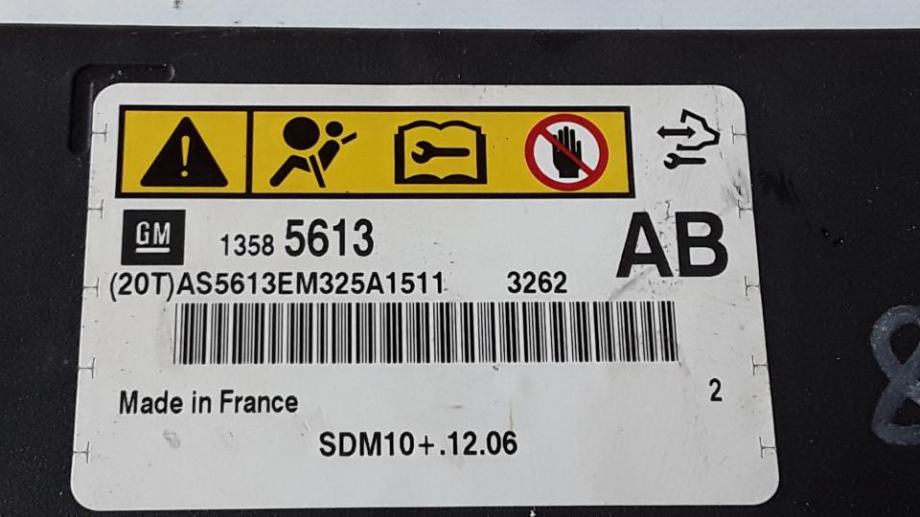 GM 1358 5613 AB
(20T)AS5613EM325A1511 3262
Made in France 2
SDM10+.12.06